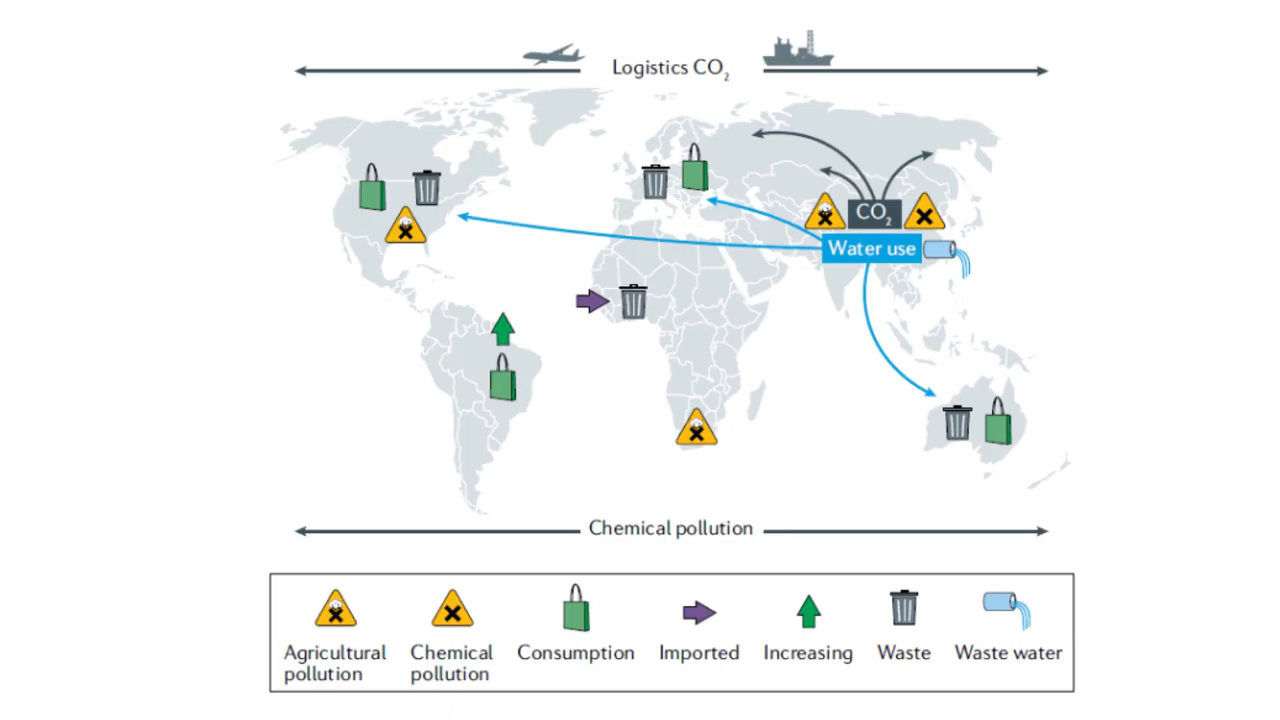 Logistics CO₂
CO₂
Water use
Chemical pollution
Agricultural
pollution
Chemical
pollution
Consumption
Imported
Increasing
Waste
Waste water